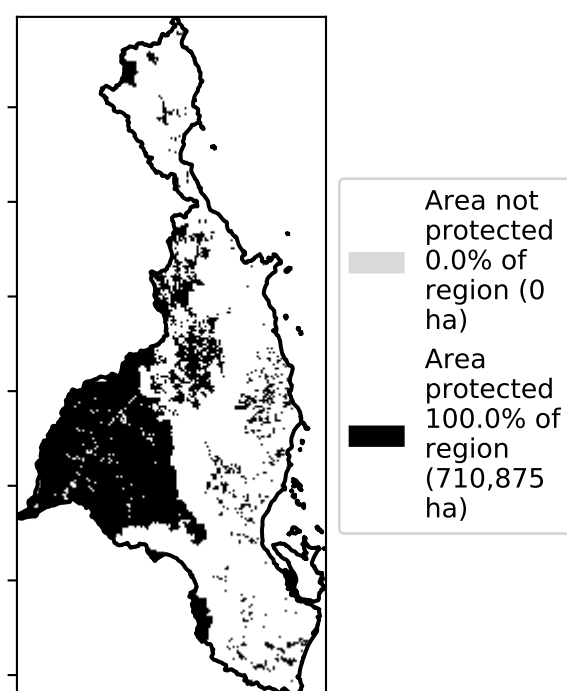 Area not
protected
0.0% of
region (0
ha)
Area
protected
100.0% of
region
(710,875
ha)